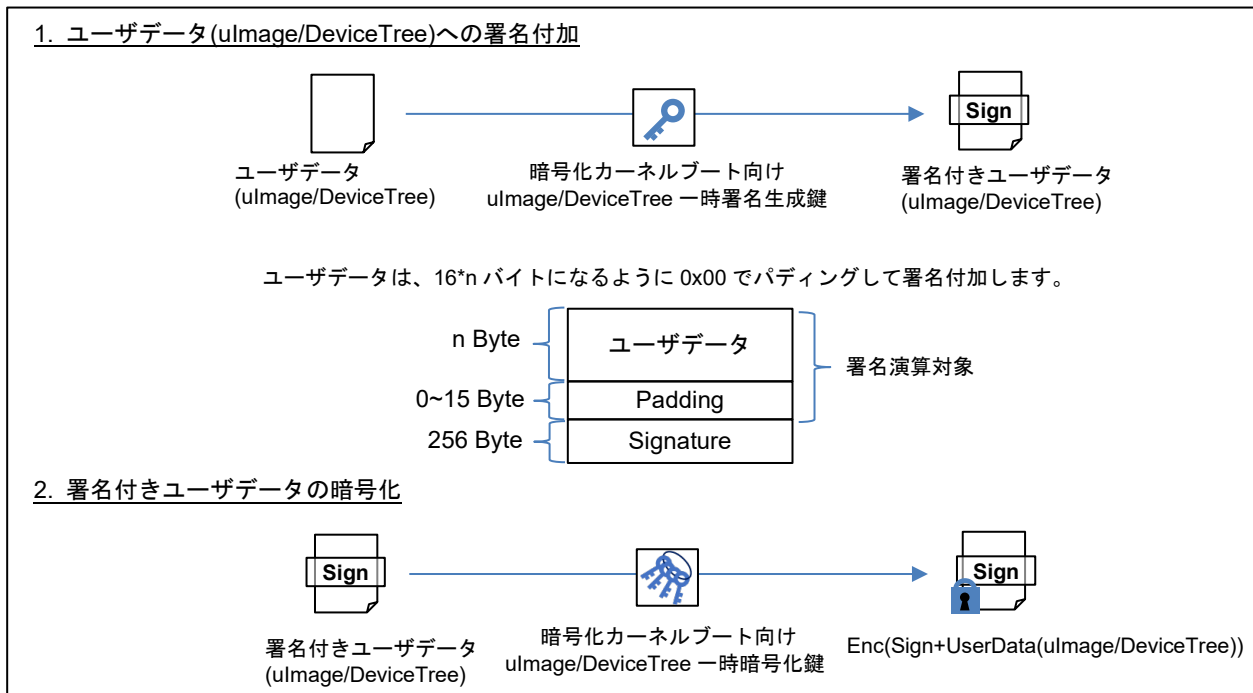 1. ユーザデータ(uImage/DeviceTree)への署名付加
Sign
ユーザデータ
(uImage/DeviceTree)
暗号化カーネルブート向け
uImage/DeviceTree 一時署名生成鍵
署名付きユーザデータ
(uImage/DeviceTree)
ユーザデータは、16*n バイトになるように 0x00 でパディングして署名付加します。
n Byte
ユーザデータ
署名演算対象
0~15 Byte
Padding
256 Byte
Signature
2. 署名付きユーザデータの暗号化
Sign
Sign
署名付きユーザデータ
(uImage/DeviceTree)
暗号化カーネルブート向け
uImage/DeviceTree 一時暗号化鍵
Enc(Sign+UserData(uImage/DeviceTree))